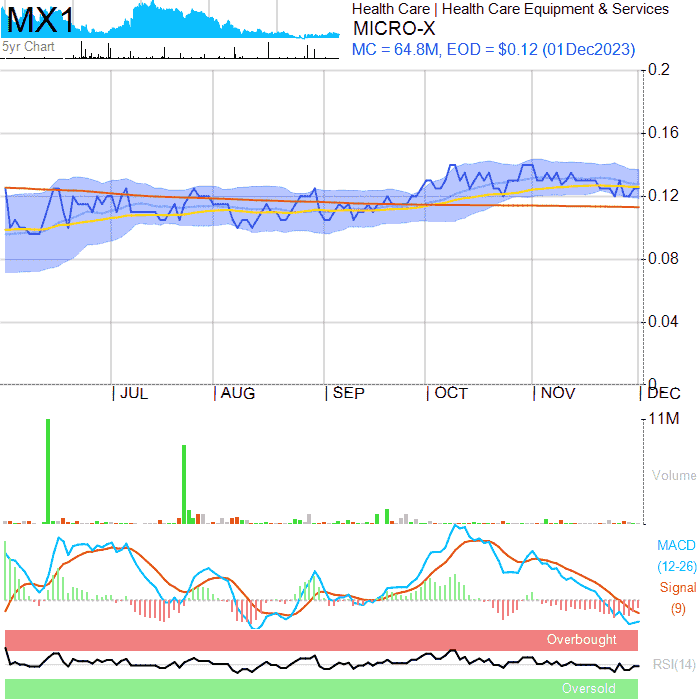 MX1
Health Care | Health Care Equipment & Services
MICRO-X
5yr Chart
MC = 64.8M, EOD = $0.12 (01Dec2023)
0.2
0.16
0.12
0.08
0.04
0
JUL AUG SEP OCT NOV DEC
11M
Volume
MACD
(12-26)
Signal
(9)
Overbought
RSI(14)
Oversold